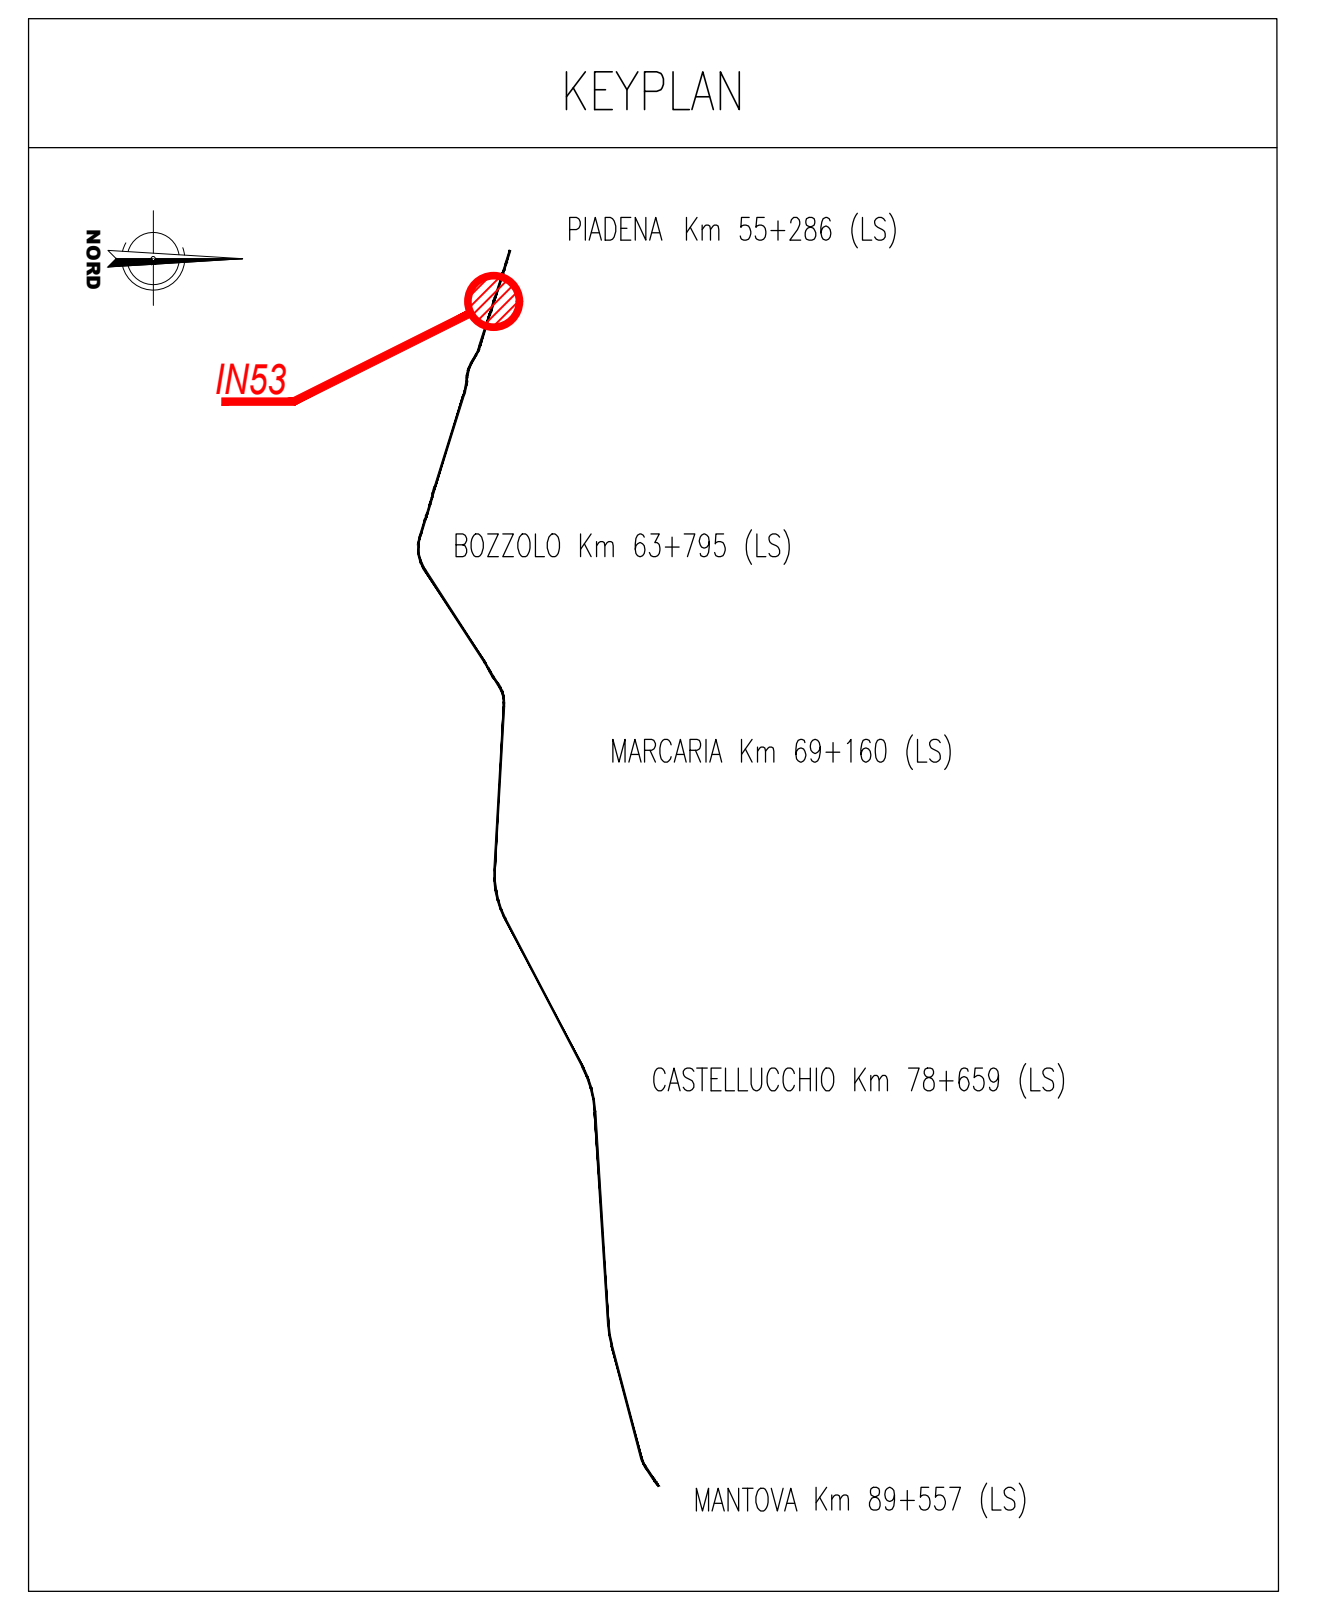 KEYPLAN
NORD
PIADENA Km 55+286 (LS)
IN53
BOZZOLO Km 63+795 (LS)
MARCARIA Km 69+160 (LS)
CASTELLUCCHIO Km 78+659 (LS)
MANTOVA Km 89+557 (LS)